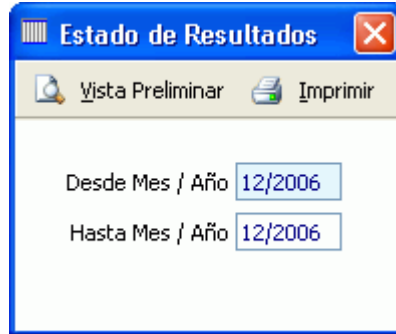 Estado de Resultados
Vista Preliminar Imprimir
Desde Mes / Año 12/2006
Hasta Mes / Año 12/2006